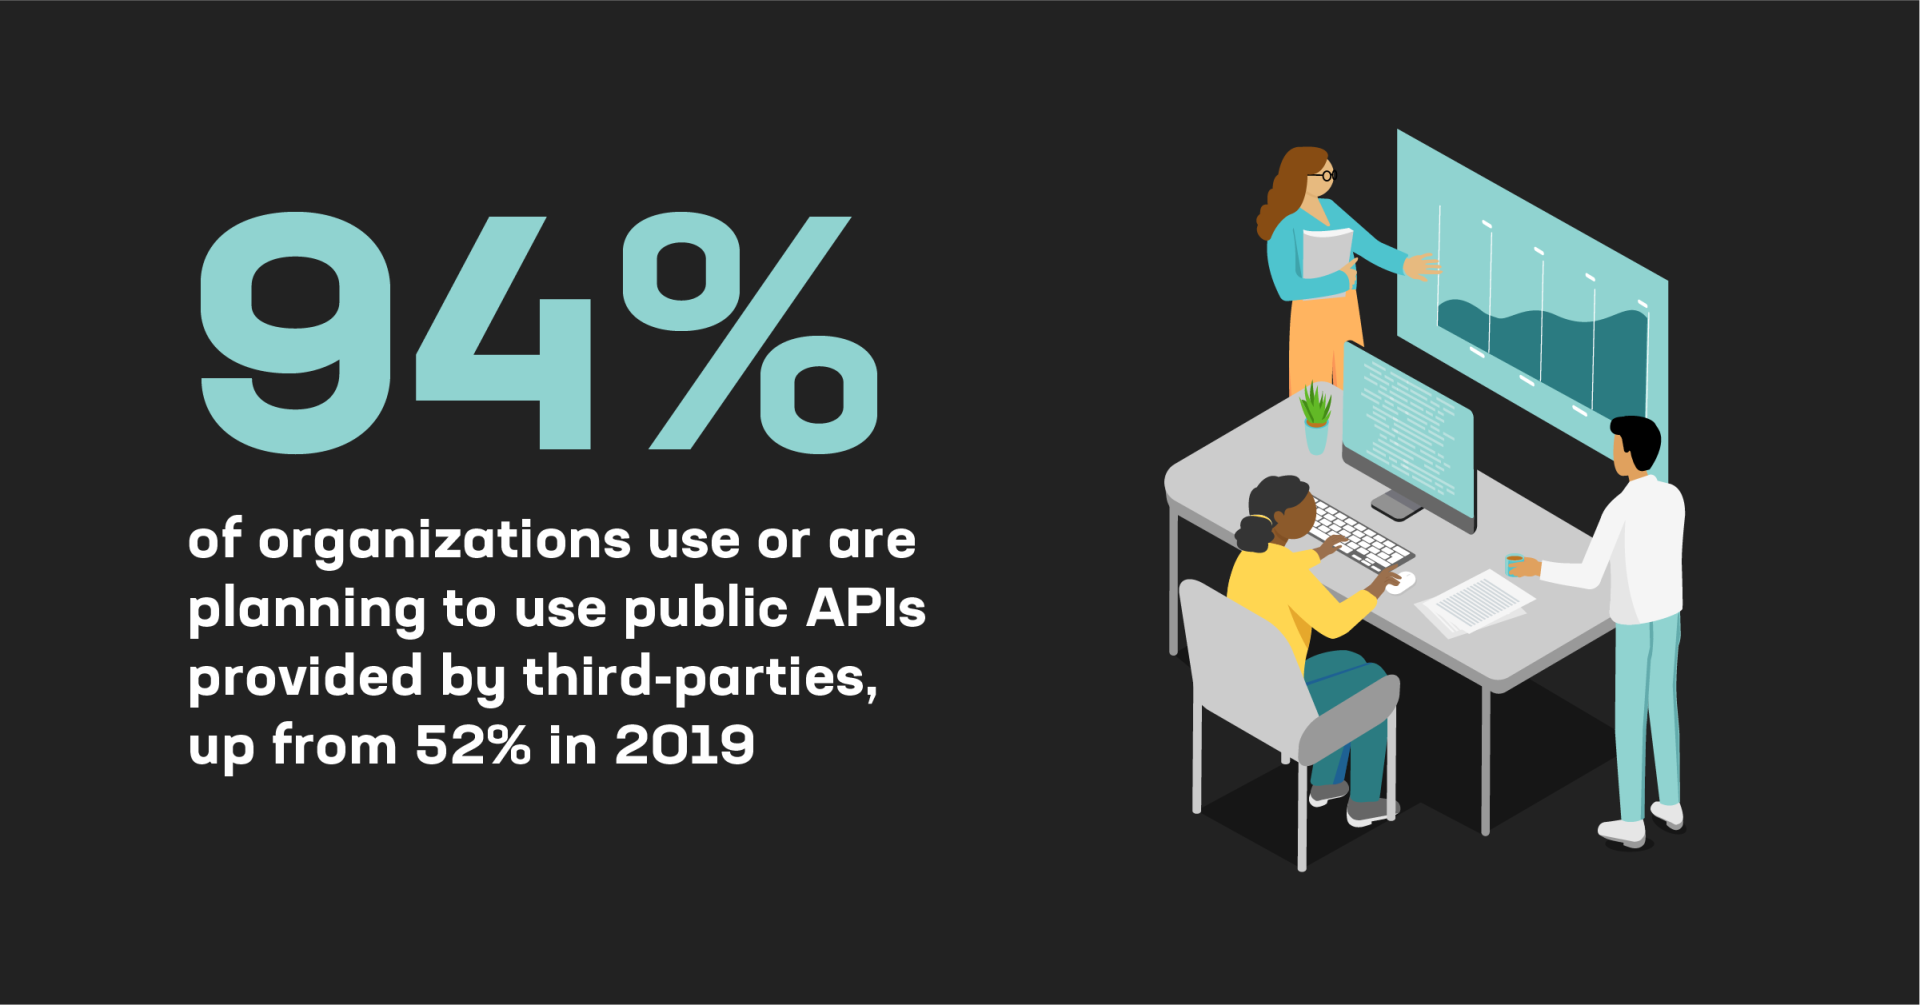 94%
of organizations use or are
planning to use public APIs
provided by third-parties,
up from 52% in 2019